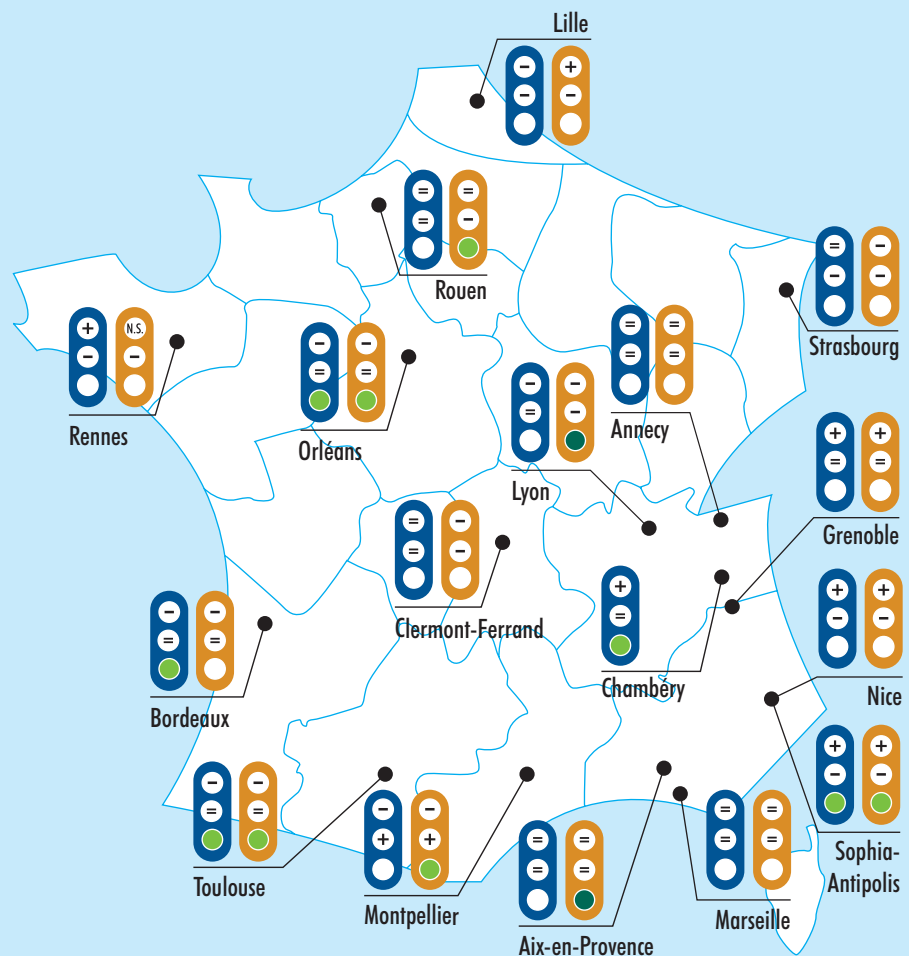 Lille
- +
- -
= =
= -
Rouen
= -
- -
Strasbourg
+ N.S.
- -
Rennes
- -
= =
Orléans
= =
= =
Annecy
- -
= -
Lyon
+ +
= =
Grenoble
= -
= -
Clermont-Ferrand
+
=
Chambéry
+ +
- -
Nice
- -
= =
Bordeaux
+ +
- -
Sophia-
Antipolis
- -
= =
Toulouse
- -
+ +
Montpellier
= =
= =
Aix-en-Provence
= =
= =
Marseille